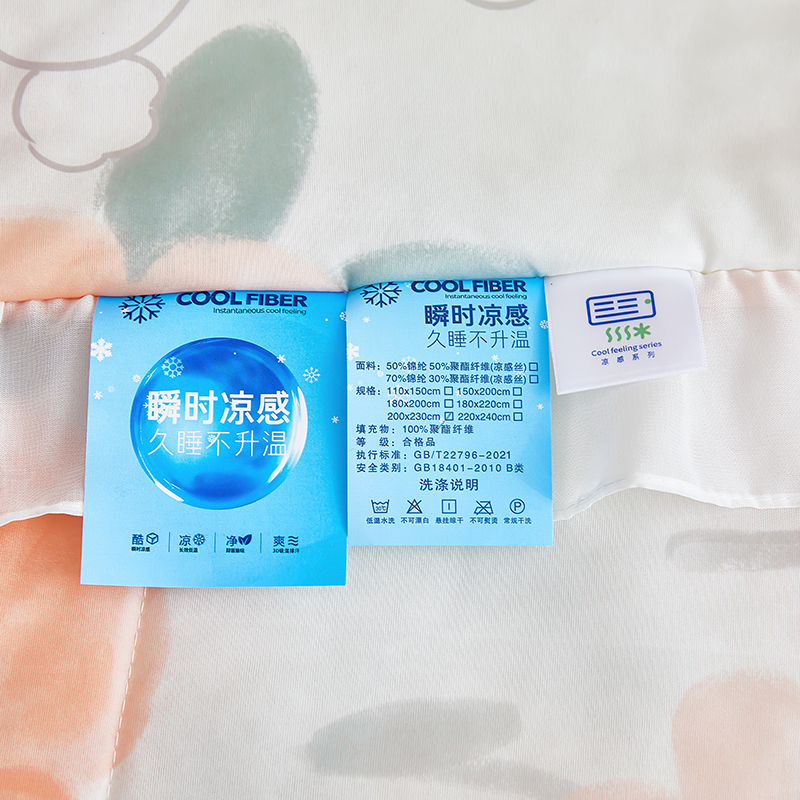 COOL FIBER
Instantaneous cool feeling
瞬时凉感
久睡不升温
酷 凉 净 爽
瞬时凉感 长效低温 抑菌驱味 3D吸湿排汗
COOL FIBER
Instantaneous cool feeling
瞬时凉感
久睡不升温
面料: 50%锦纶 50%聚酯纤维(凉感丝)□
70%锦纶 30%聚酯纤维(凉感丝)□
规格: 110x150cm□ 150x200cm□
180x200cm□ 180x220cm□
200x230cm☑ 220x240cm□
填充物: 100%聚酯纤维
等 级: 合格品
执行标准: GB/T22796-2021
安全类别: GB18401-2010 B类
洗涤说明
30℃ P
低温水洗 不可漂白 悬挂晾干 不可熨烫 常规干洗
Cool feeling series
凉感系列